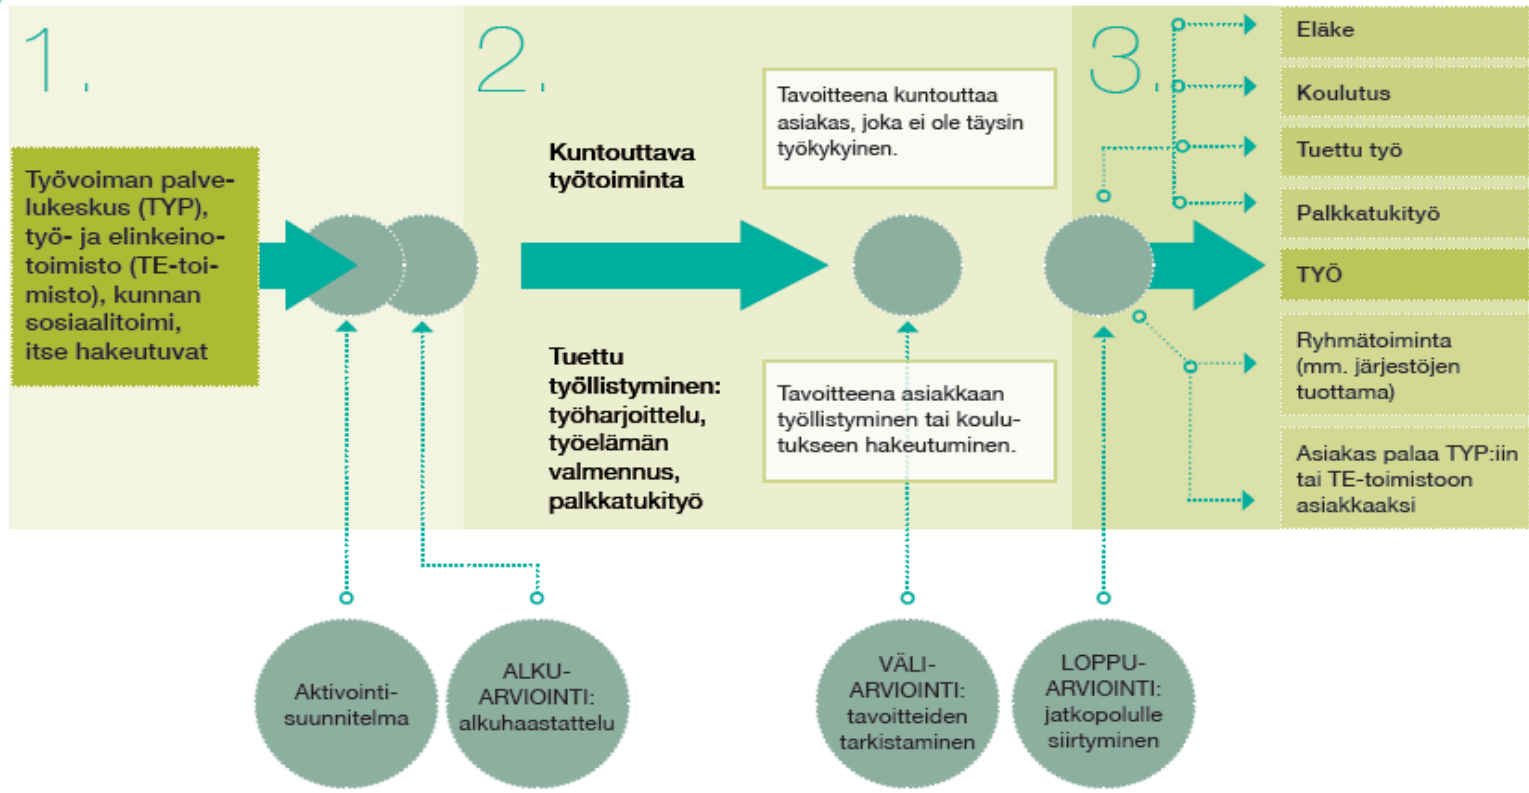 1.
Työvoiman palve-
lukeskus (TYP),
työ- ja elinkeino-
toimisto (TE-toi-
misto), kunnan
sosiaalitoimi,
itse hakeutuvat
2.
Kuntouttava
työtoiminta
Tavoitteena kuntouttaa
asiakas, joka ei ole täysin
työkykyinen.
Tuettu
työllistyminen:
työharjoittelu,
työelämän
valmennus,
palkkatukityö
Tavoitteena asiakkaan
työllistyminen tai koulu-
tukseen hakeutuminen.
3.
Eläke
Koulutus
Tuettu työ
Palkkatukityö
TYÖ
Ryhmätoiminta
(mm. järjestöjen
tuottama)
Asiakas palaa TYP:iin
tai TE-toimistoon
asiakkaaksi
Aktivointi-
suunnitelma
ALKU-
ARVIOINTI:
alkuhaastattelu
VÄLI-
ARVIOINTI:
tavoitteiden
tarkistaminen
LOPPU-
ARVIOINTI:
jatkopolulle
siirtyminen